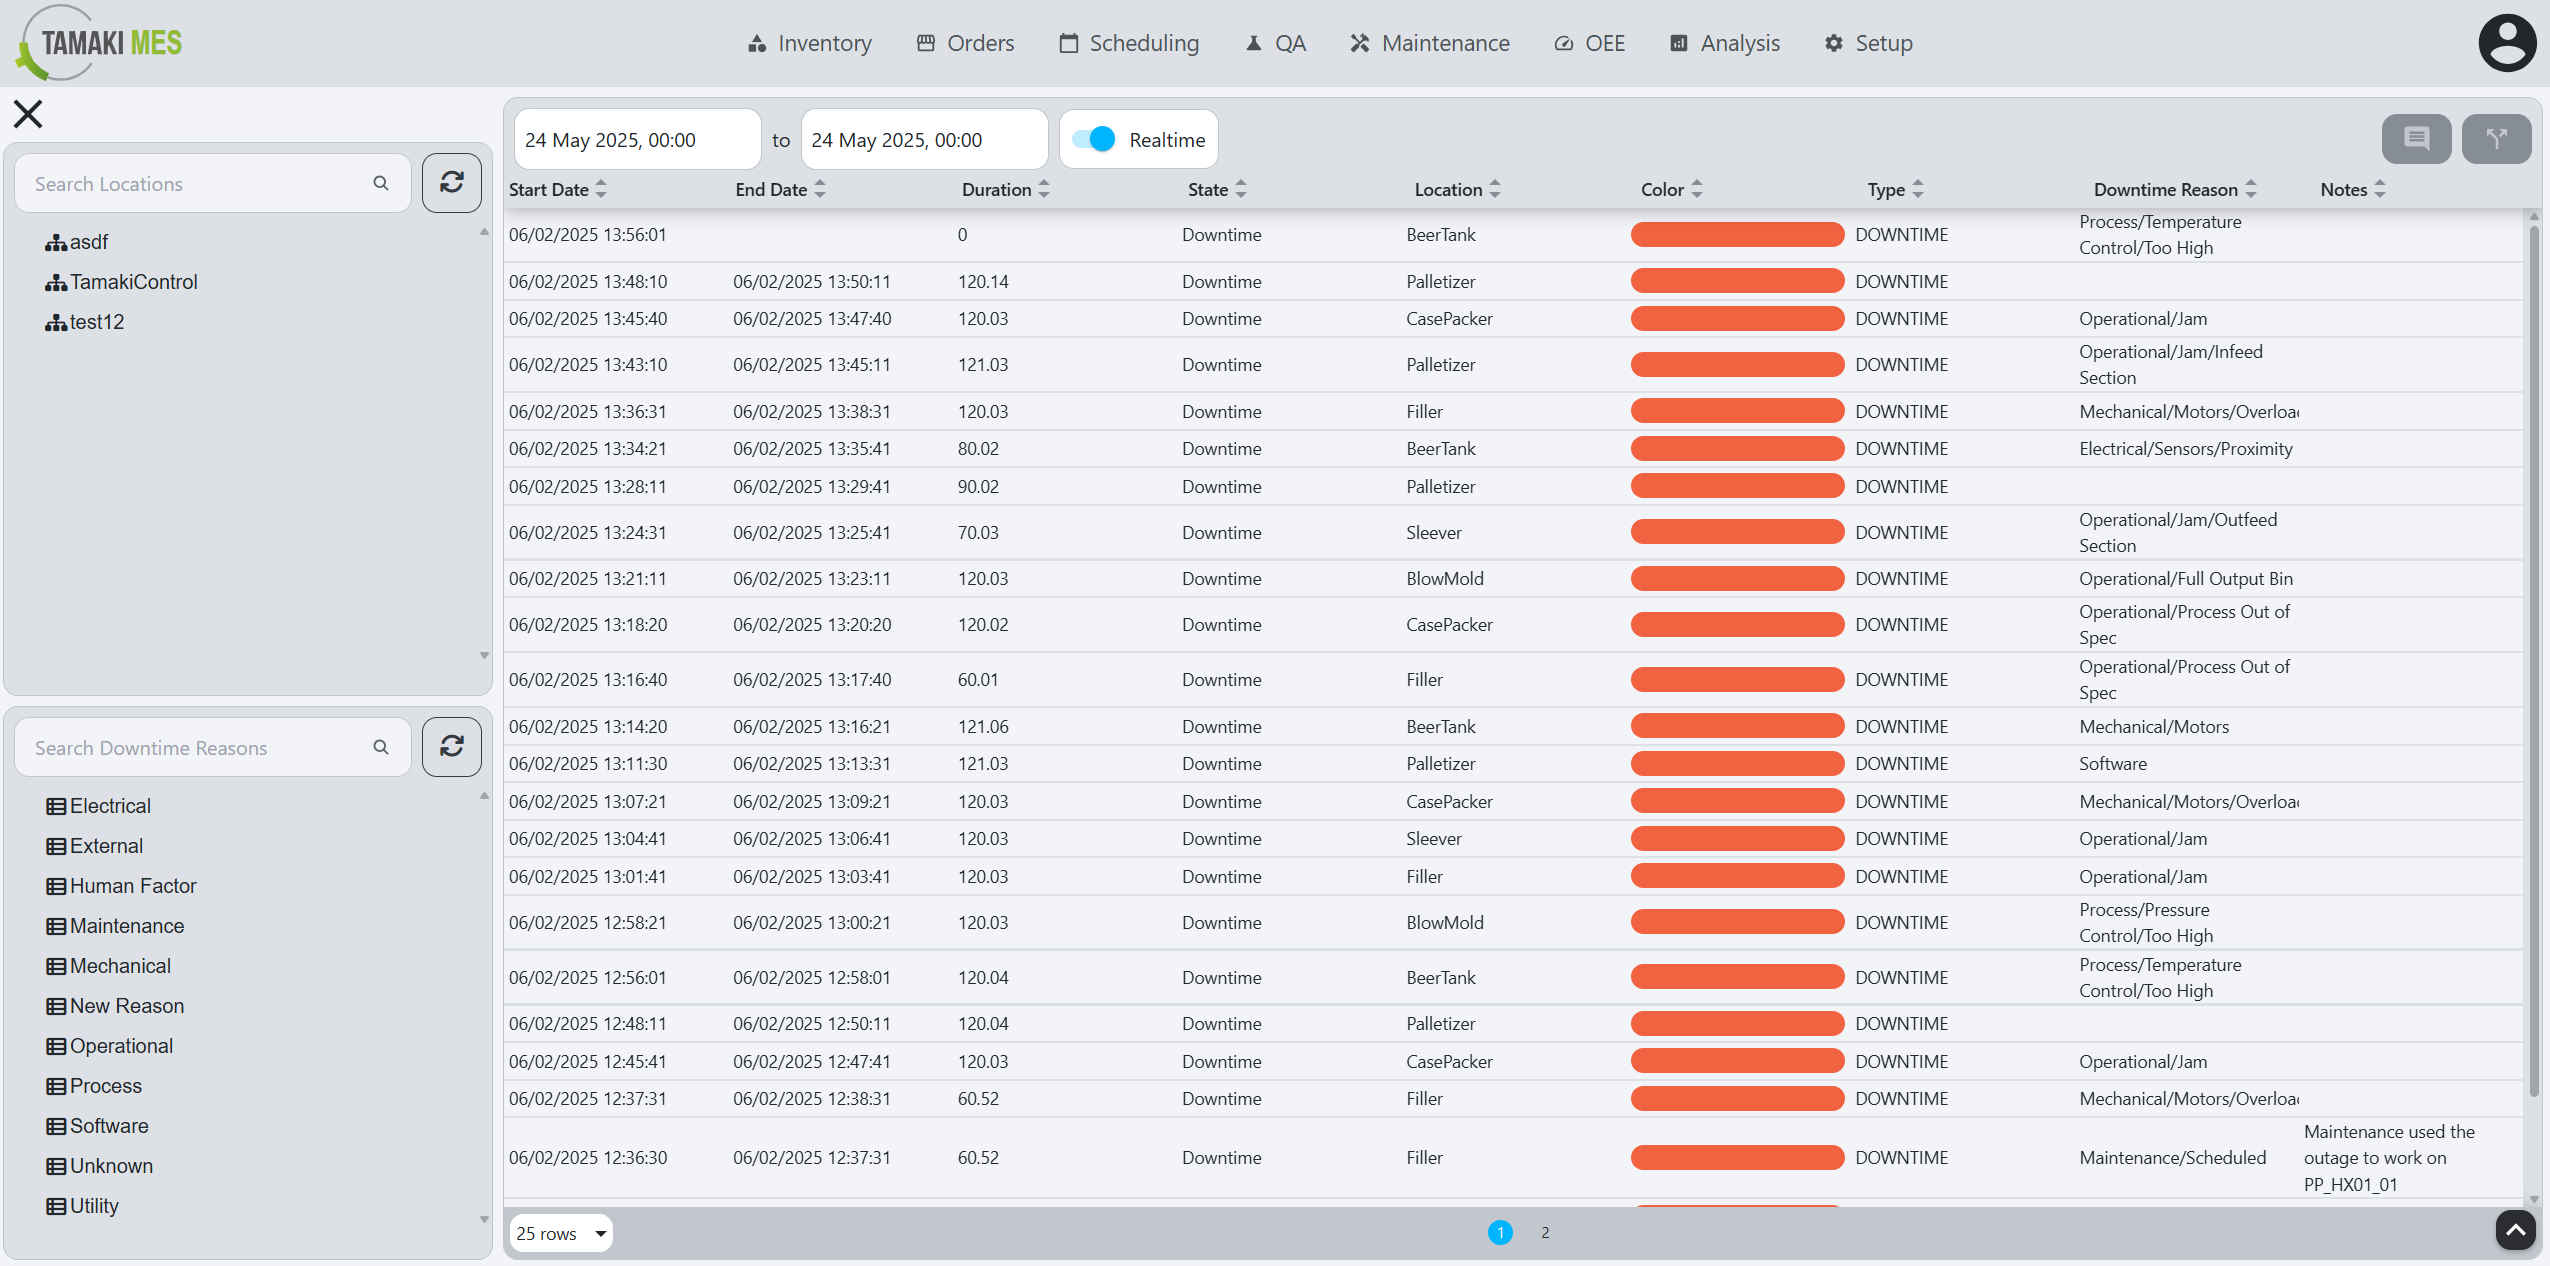 TAMAKI MES
Inventory
Orders
Scheduling
QA
Maintenance
OEE
Analysis
Setup
Search Locations
asdf
TamakiControl
test12
Search Downtime Reasons
Electrical
External
Human Factor
Maintenance
Mechanical
New Reason
Operational
Process
Software
Unknown
Utility
24 May 2025, 00:00 to 24 May 2025, 00:00 Realtime
Start Date End Date Duration State Location Color Type Downtime Reason Notes
06/02/2025 13:56:01 0 Downtime BeerTank DOWNTIME Process/Temperature
Control/Too High
06/02/2025 13:48:10 06/02/2025 13:50:11 120.14 Downtime Palletizer DOWNTIME
06/02/2025 13:45:40 06/02/2025 13:47:40 120.03 Downtime CasePacker DOWNTIME Operational/Jam
06/02/2025 13:43:10 06/02/2025 13:45:11 121.03 Downtime Palletizer DOWNTIME Operational/Jam/Infeed
Section
06/02/2025 13:36:31 06/02/2025 13:38:31 120.03 Downtime Filler DOWNTIME Mechanical/Motors/Overloa
06/02/2025 13:34:21 06/02/2025 13:35:41 80.02 Downtime BeerTank DOWNTIME Electrical/Sensors/Proximity
06/02/2025 13:28:11 06/02/2025 13:29:41 90.02 Downtime Palletizer DOWNTIME
06/02/2025 13:24:31 06/02/2025 13:25:41 70.03 Downtime Sleever DOWNTIME Operational/Jam/Outfeed
Section
06/02/2025 13:21:11 06/02/2025 13:23:11 120.03 Downtime BlowMold DOWNTIME Operational/Full Output Bin
06/02/2025 13:18:20 06/02/2025 13:20:20 120.02 Downtime CasePacker DOWNTIME Operational/Process Out of
Spec
06/02/2025 13:16:40 06/02/2025 13:17:40 60.01 Downtime Filler DOWNTIME Operational/Process Out of
Spec
06/02/2025 13:14:20 06/02/2025 13:16:21 121.06 Downtime BeerTank DOWNTIME Mechanical/Motors
06/02/2025 13:11:30 06/02/2025 13:13:31 121.03 Downtime Palletizer DOWNTIME Software
06/02/2025 13:07:21 06/02/2025 13:09:21 120.03 Downtime CasePacker DOWNTIME Mechanical/Motors/Overloa
06/02/2025 13:04:41 06/02/2025 13:06:41 120.03 Downtime Sleever DOWNTIME Operational/Jam
06/02/2025 13:01:41 06/02/2025 13:03:41 120.03 Downtime Filler DOWNTIME Operational/Jam
06/02/2025 12:58:21 06/02/2025 13:00:21 120.03 Downtime BlowMold DOWNTIME Process/Pressure
Control/Too High
06/02/2025 12:56:01 06/02/2025 12:58:01 120.04 Downtime BeerTank DOWNTIME Process/Temperature
Control/Too High
06/02/2025 12:48:11 06/02/2025 12:50:11 120.04 Downtime Palletizer DOWNTIME
06/02/2025 12:45:41 06/02/2025 12:47:41 120.03 Downtime CasePacker DOWNTIME Operational/Jam
06/02/2025 12:37:31 06/02/2025 12:38:31 60.52 Downtime Filler DOWNTIME Mechanical/Motors/Overloa
06/02/2025 12:36:30 06/02/2025 12:37:31 60.52 Downtime Filler DOWNTIME Maintenance/Scheduled Maintenance used the
outage to work on
PP_HX01_01
25 rows 1 2